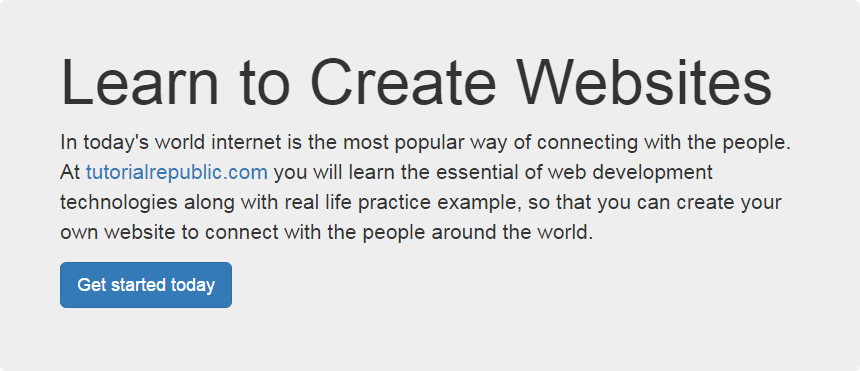 Learn to Create Websites
In today's world internet is the most popular way of connecting with the people.
At tutorialrepublic.com you will learn the essential of web development
technologies along with real life practice example, so that you can create your
own website to connect with the people around the world.
Get started today